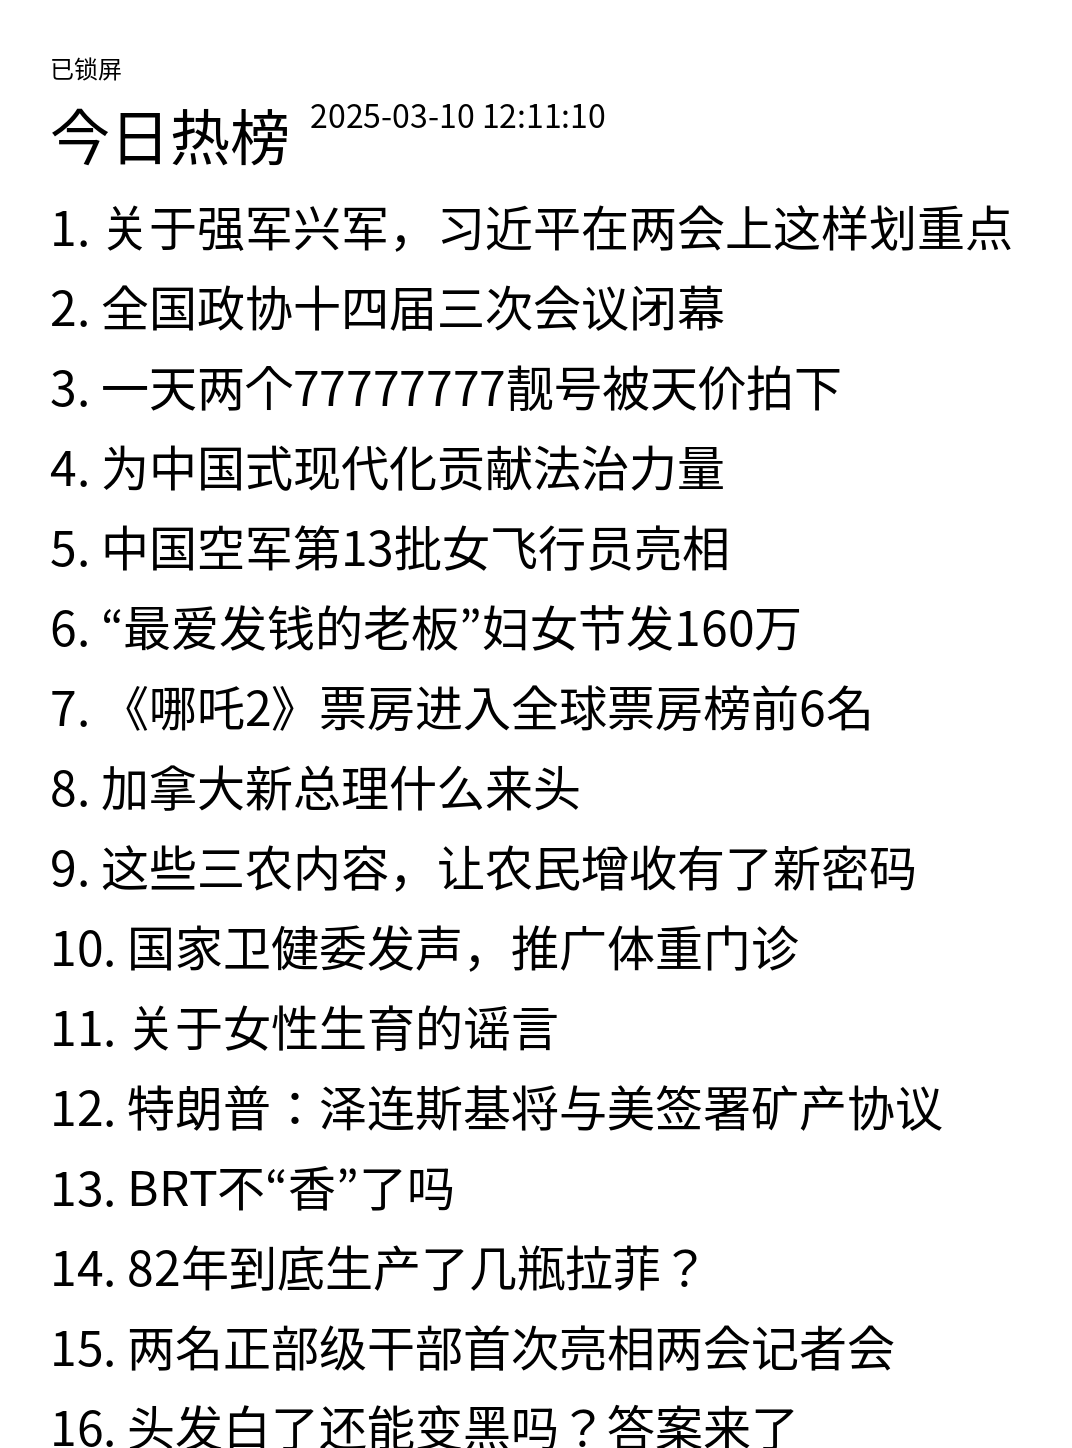 已锁屏
今日热榜 2025-03-10 12:11:10
1. 关于强军兴军，习近平在两会上这样划重点
2. 全国政协十四届三次会议闭幕
3. 一天两个77777777靓号被天价拍下
4. 为中国式现代化贡献法治力量
5. 中国空军第13批女飞行员亮相
6. “最爱发钱的老板”妇女节发160万
7. 《哪吒2》票房进入全球票房榜前6名
8. 加拿大新总理什么来头
9. 这些三农内容，让农民增收有了新密码
10. 国家卫健委发声，推广体重门诊
11. 关于女性生育的谣言
12. 特朗普：泽连斯基将与美签署矿产协议
13. BRT不“香”了吗
14. 82年到底生产了几瓶拉菲？
15. 两名正部级干部首次亮相两会记者会
16. 头发白了还能变黑吗？答案来了